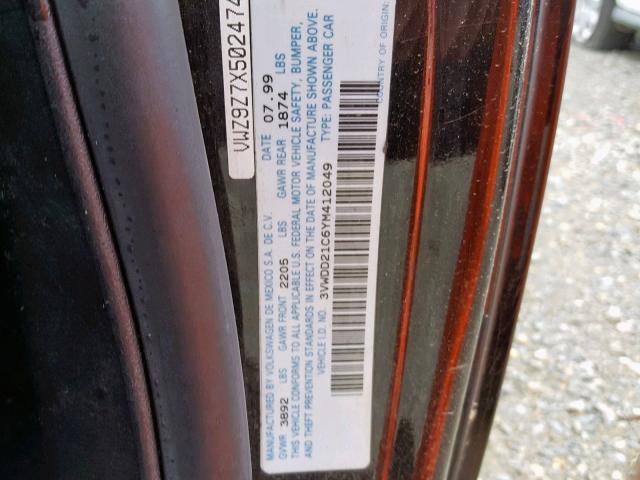 VWZ9Z7X502474
MANUFACTURED BY VOLKSWAGEN DE MEXICO S.A. DE C.V. DATE 07.99
GVWR 3892 LBS GAWR FRONT 2205 LBS GAWR REAR 1874 LBS
THIS VEHICLE CONFORMS TO ALL APPLICABLE U.S. FEDERAL MOTOR VEHICLE SAFETY, BUMPER,
AND THEFT PREVENTION STANDARDS IN EFFECT ON THE DATE OF MANUFACTURE SHOWN ABOVE.
VEHICLE I.D. NO. 3VWDD21C6YM412049 TYPE: PASSENGER CAR
COUNTRY OF ORIGIN: